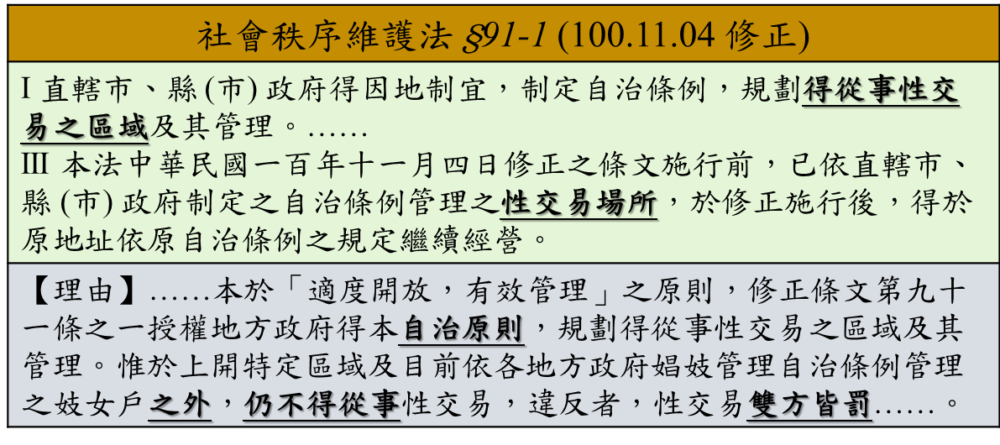 社會秩序維護法 §91-1 (100.11.04 修正)
I 直轄市、縣 (市) 政府得因地制宜，制定自治條例，規劃得從事性交
易之區域及其管理。……
III 本法中華民國一百年十一月四日修正之條文施行前，已依直轄市、
縣 (市) 政府制定之自治條例管理之性交易場所，於修正施行後，得於
原地址依原自治條例之規定繼續經營。
【理由】……本於「適度開放，有效管理」之原則，修正條文第九十
一條之一授權地方政府得本自治原則，規劃得從事性交易之區域及其
管理。惟於上開特定區域及目前依各地方政府娼妓管理自治條例管理
之妓女戶之外，仍不得從事性交易，違反者，性交易雙方皆罰……。